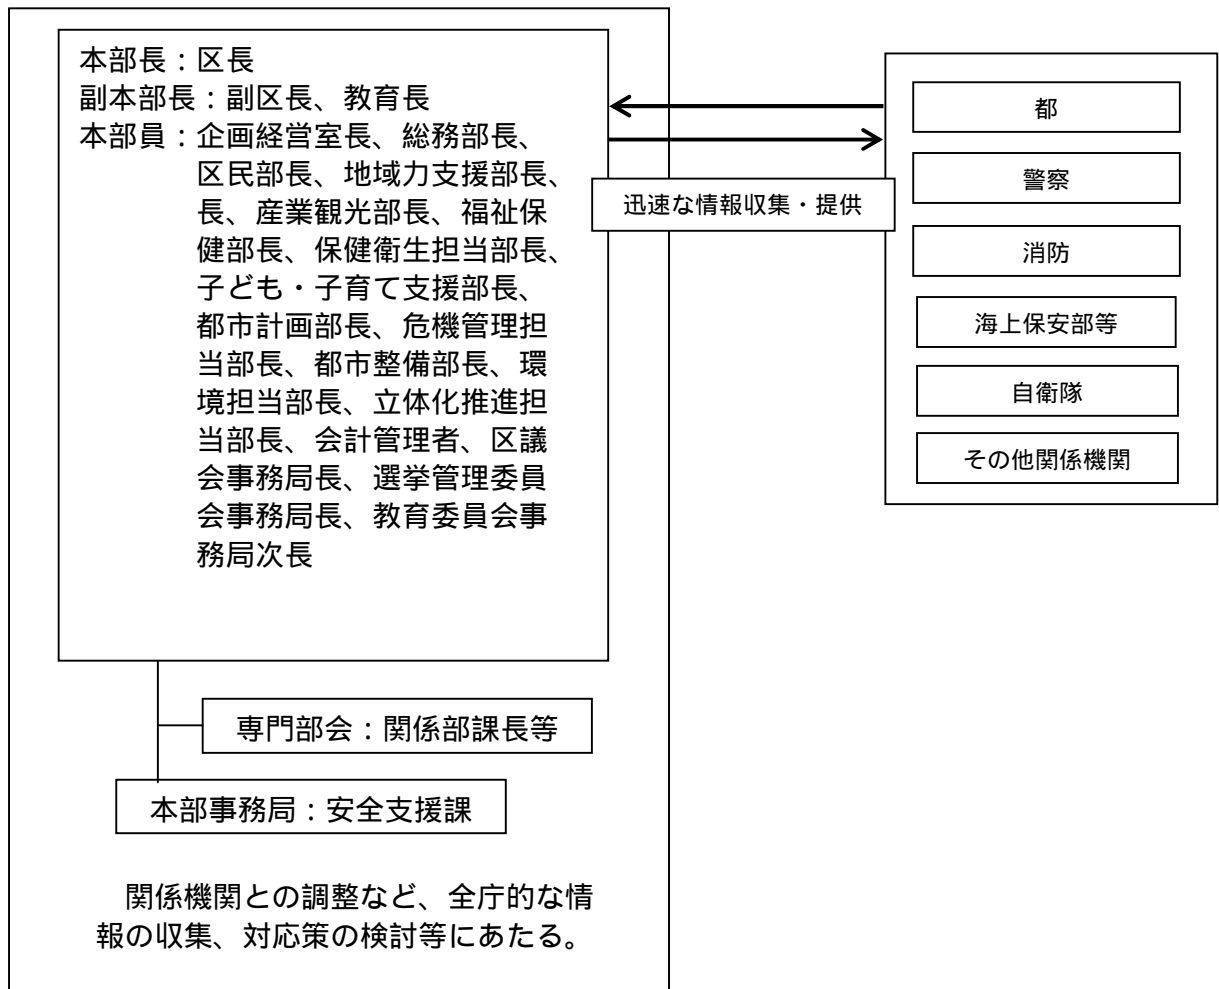 本部長：区長
副本部長：副区長、教育長
本部員：企画経営室長、総務部長、
区民部長、地域力支援部長、
長、産業観光部長、福祉保
健部長、保健衛生担当部長、
子ども・子育て支援部長、
都市計画部長、危機管理担
当部長、都市整備部長、環
境担当部長、立体化推進担
当部長、会計管理者、区議
会事務局長、選挙管理委員
会事務局長、教育委員会事
務局次長
迅速な情報収集・提供
都
警察
消防
海上保安部等
自衛隊
その他関係機関
専門部会：関係部課長等
本部事務局：安全支援課
関係機関との調整など、全庁的な情
報の収集、対応策の検討等にあたる。